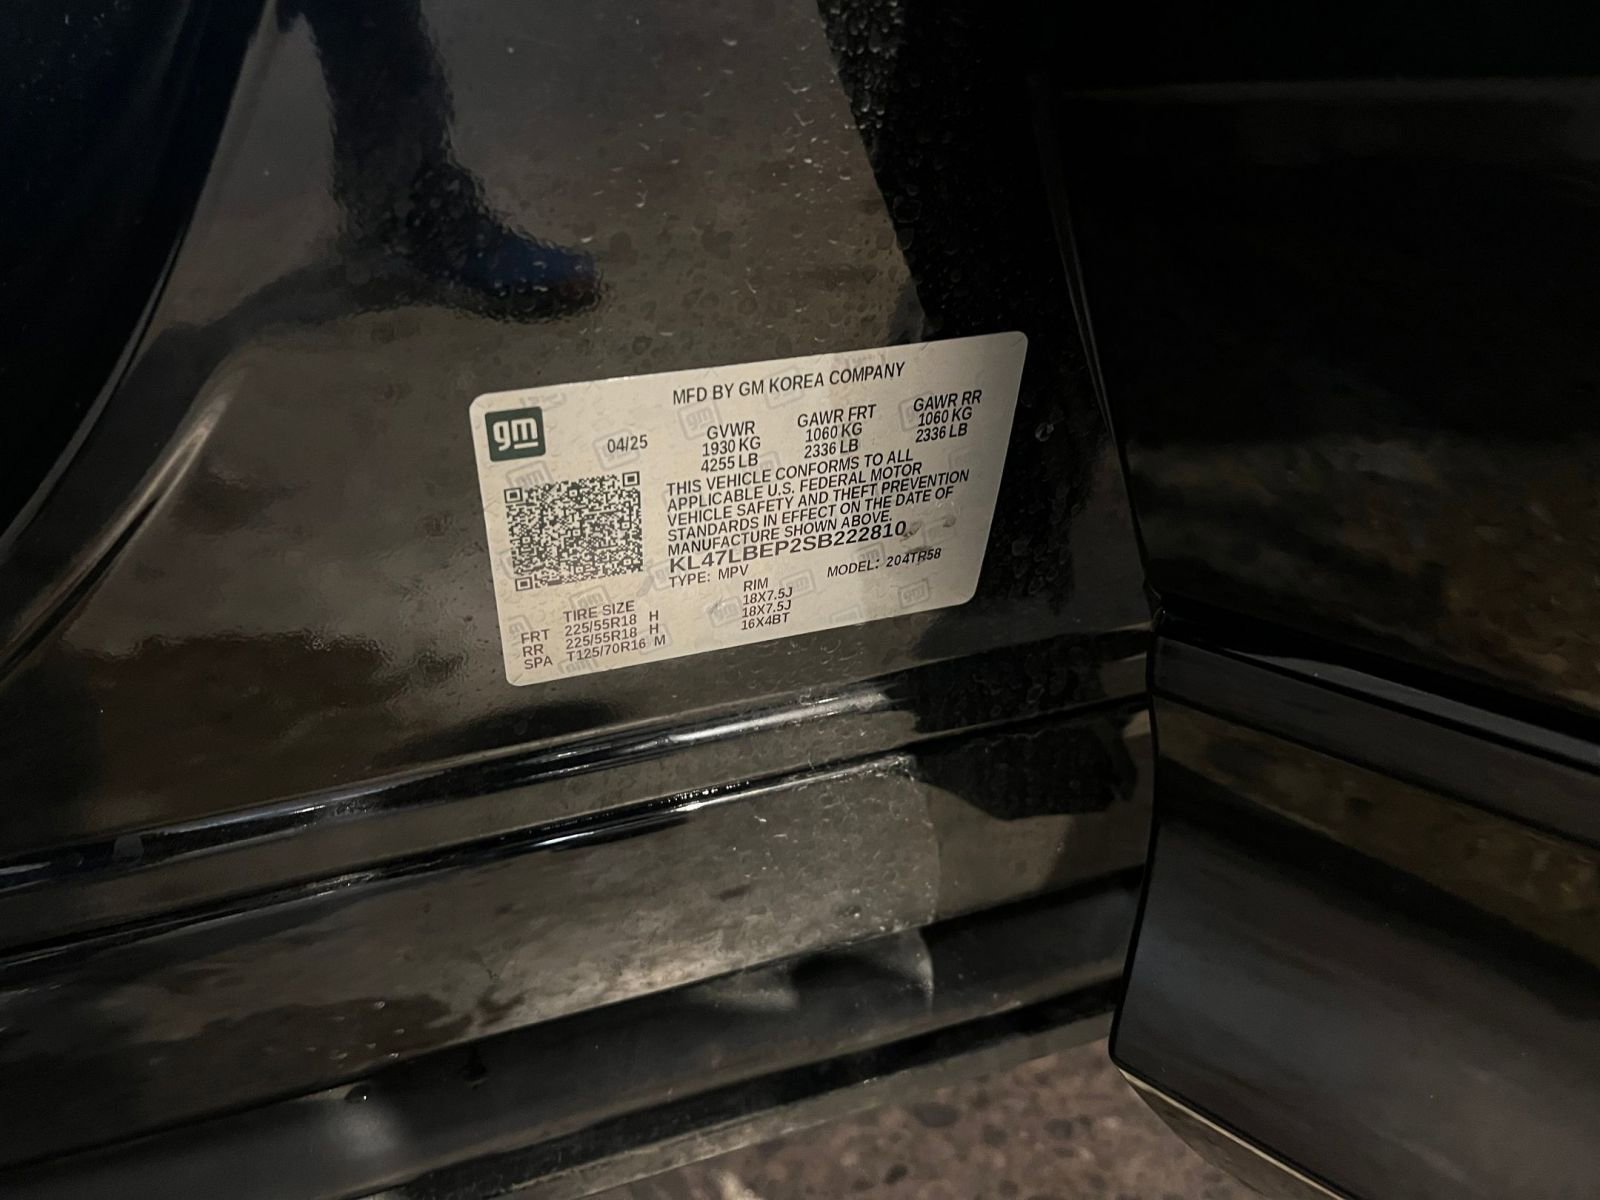 MFD BY GM KOREA COMPANY
gm
04/25
GVWR GAWR FRT GAWR RR
1930 KG 1060 KG 1060 KG
4255 LB 2336 LB 2336 LB
THIS VEHICLE CONFORMS TO ALL
APPLICABLE U.S. FEDERAL MOTOR
VEHICLE SAFETY AND THEFT PREVENTION
STANDARDS IN EFFECT ON THE DATE OF
MANUFACTURE SHOWN ABOVE.
KL47LBEP2SB222810
TYPE: MPV MODEL: 204TR58
TIRE SIZE RIM
FRT 225/55R18 H 18X7.5J
RR 225/55R18 H 18X7.5J
SPA T125/70R16 M 16X4BT